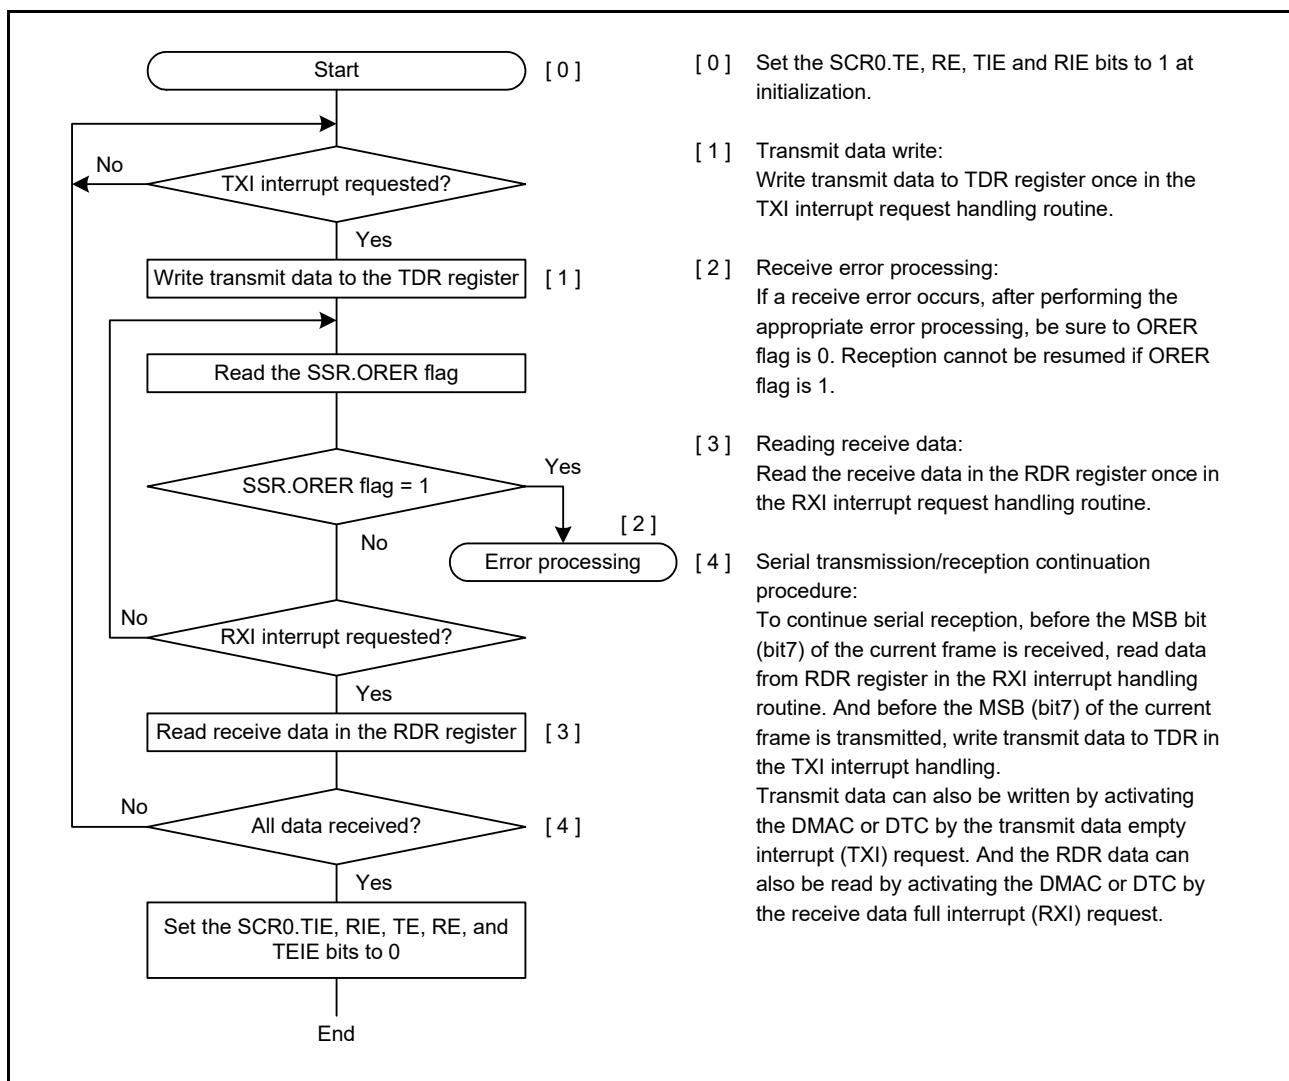 Start
[ 0 ]
No
TXI interrupt requested?
Yes
Write transmit data to the TDR register
[ 1 ]
Read the SSR.ORER flag
SSR.ORER flag = 1
Yes
No
[ 2 ]
Error processing
No
RXI interrupt requested?
Yes
Read receive data in the RDR register
[ 3 ]
No
All data received?
[ 4 ]
Yes
Set the SCR0.TIE, RIE, TE, RE, and
TEIE bits to 0
End
[ 0 ] Set the SCR0.TE, RE, TIE and RIE bits to 1 at
initialization.
[ 1 ] Transmit data write:
Write transmit data to TDR register once in the
TXI interrupt request handling routine.
[ 2 ] Receive error processing:
If a receive error occurs, after performing the
appropriate error processing, be sure to ORER
flag is 0. Reception cannot be resumed if ORER
flag is 1.
[ 3 ] Reading receive data:
Read the receive data in the RDR register once in
the RXI interrupt request handling routine.
[ 4 ] Serial transmission/reception continuation
procedure:
To continue serial reception, before the MSB bit
(bit7) of the current frame is received, read data
from RDR register in the RXI interrupt handling
routine. And before the MSB (bit7) of the current
frame is transmitted, write transmit data to TDR in
the TXI interrupt handling.
Transmit data can also be written by activating
the DMAC or DTC by the transmit data empty
interrupt (TXI) request. And the RDR data can
also be read by activating the DMAC or DTC by
the receive data full interrupt (RXI) request.